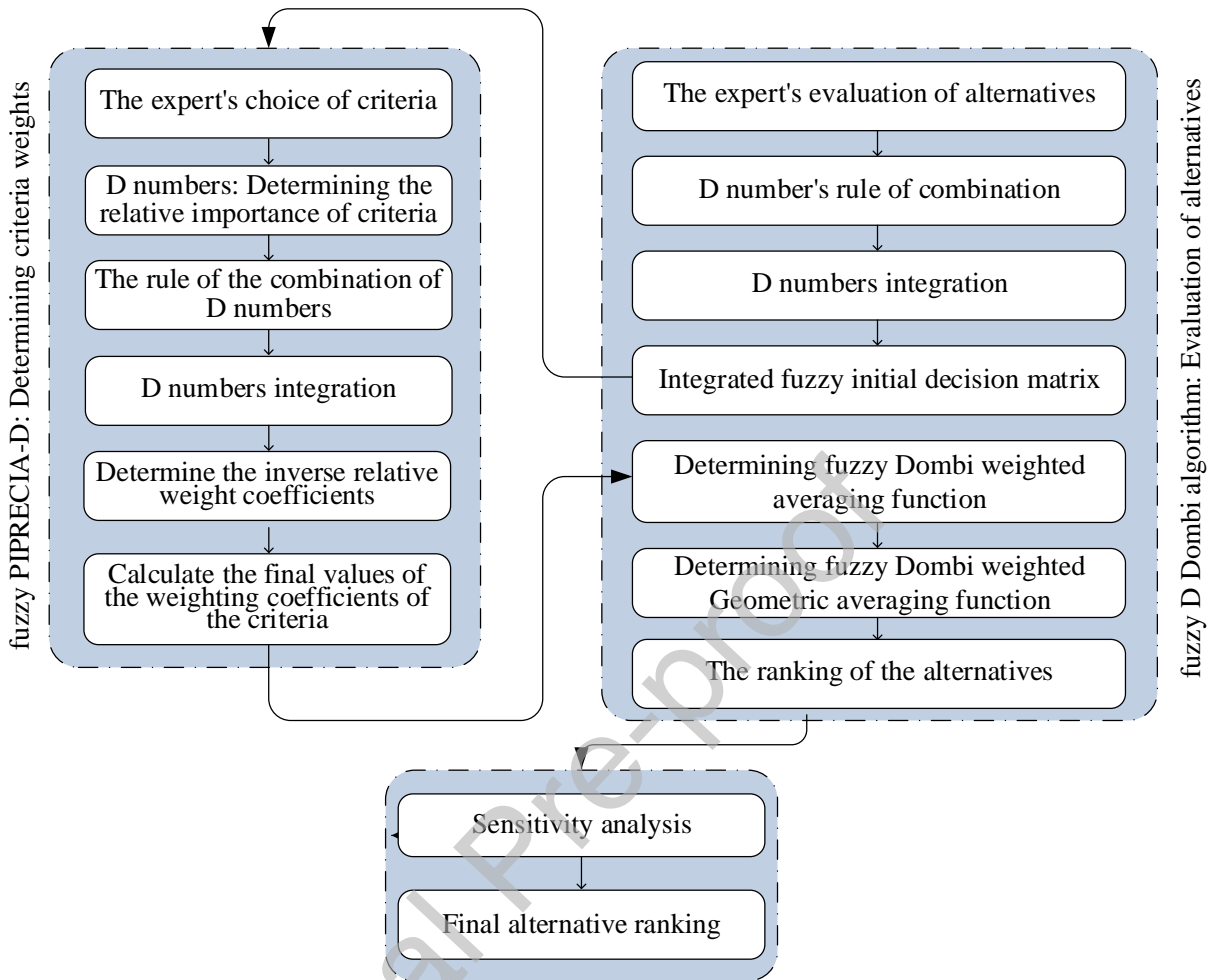 fuzzy PIPRECIA-D: Determining criteria weights
The expert's choice of criteria
D numbers: Determining the
relative importance of criteria
The rule of the combination of
D numbers
D numbers integration
Determine the inverse relative
weight coefficients
Calculate the final values of
the weighting coefficients of
the criteria
The expert's evaluation of alternatives
D number's rule of combination
D numbers integration
Integrated fuzzy initial decision matrix
Determining fuzzy Dombi weighted
averaging function
Determining fuzzy Dombi weighted
Geometric averaging function
The ranking of the alternatives
fuzzy D Dombi algorithm: Evaluation of alternatives
Sensitivity analysis
Final alternative ranking
al Pre-proof